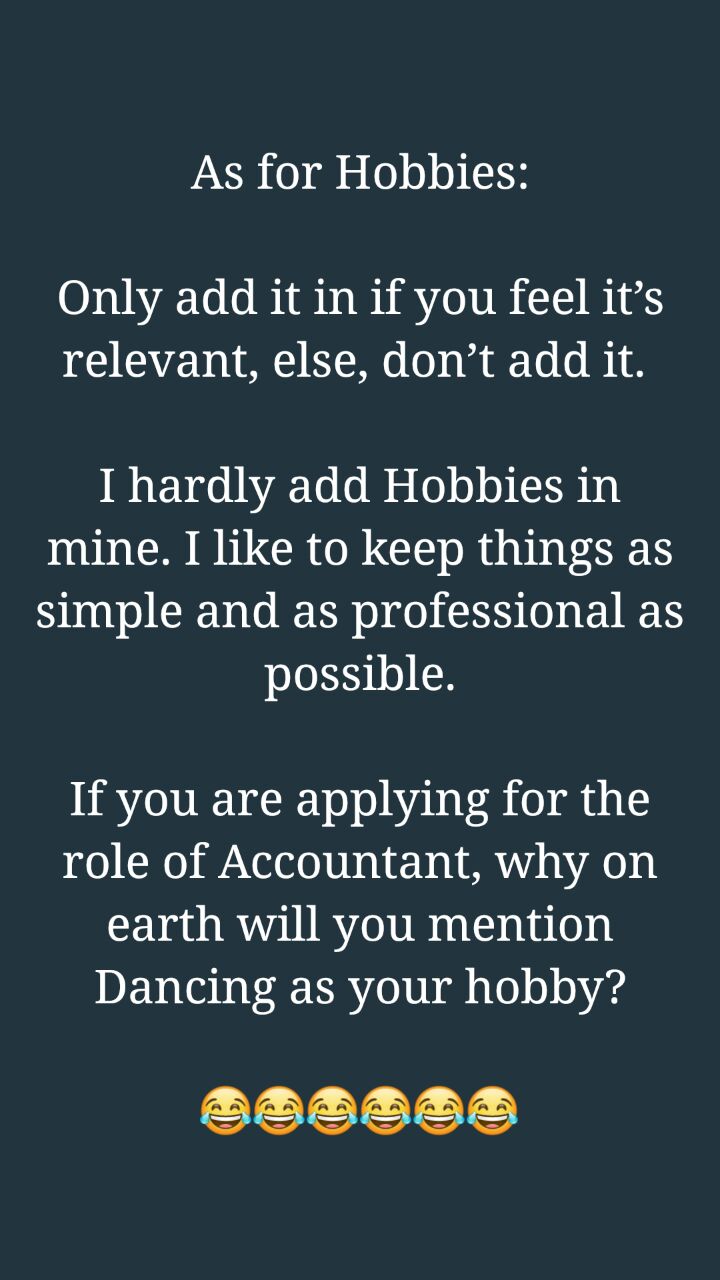 As for Hobbies:
Only add it in if you feel it’s
relevant, else, don’t add it.
I hardly add Hobbies in
mine. I like to keep things as
simple and as professional as
possible.
If you are applying for the
role of Accountant, why on
earth will you mention
Dancing as your hobby?
😂😂😂😂😂😂